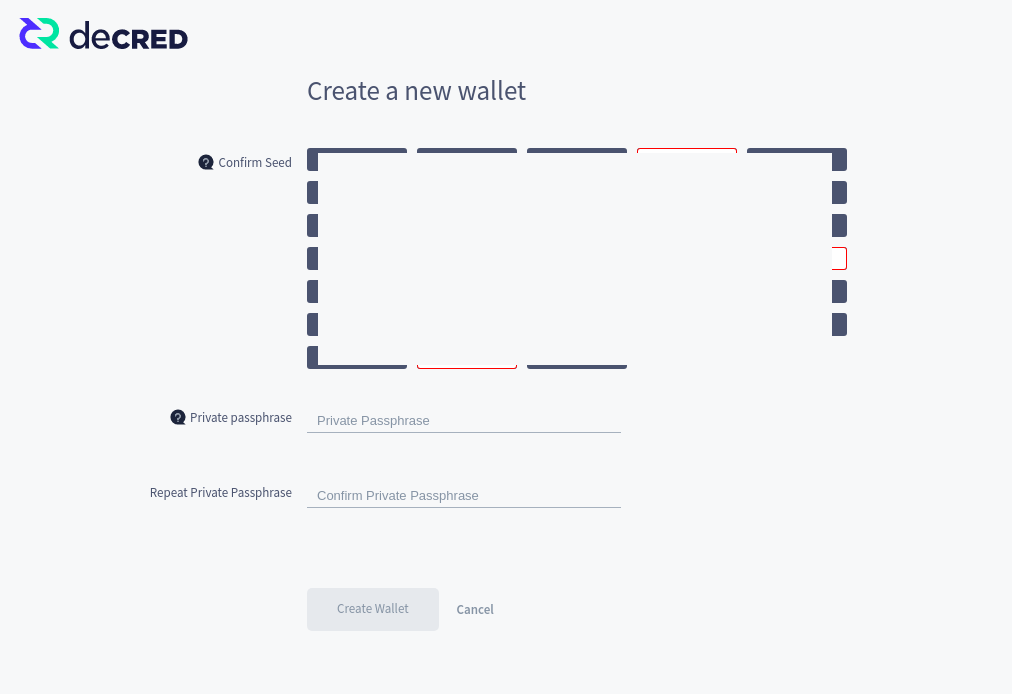 decred
Create a new wallet
Confirm Seed
Private passphrase
Private Passphrase
Repeat Private Passphrase
Confirm Private Passphrase
Create Wallet
Cancel